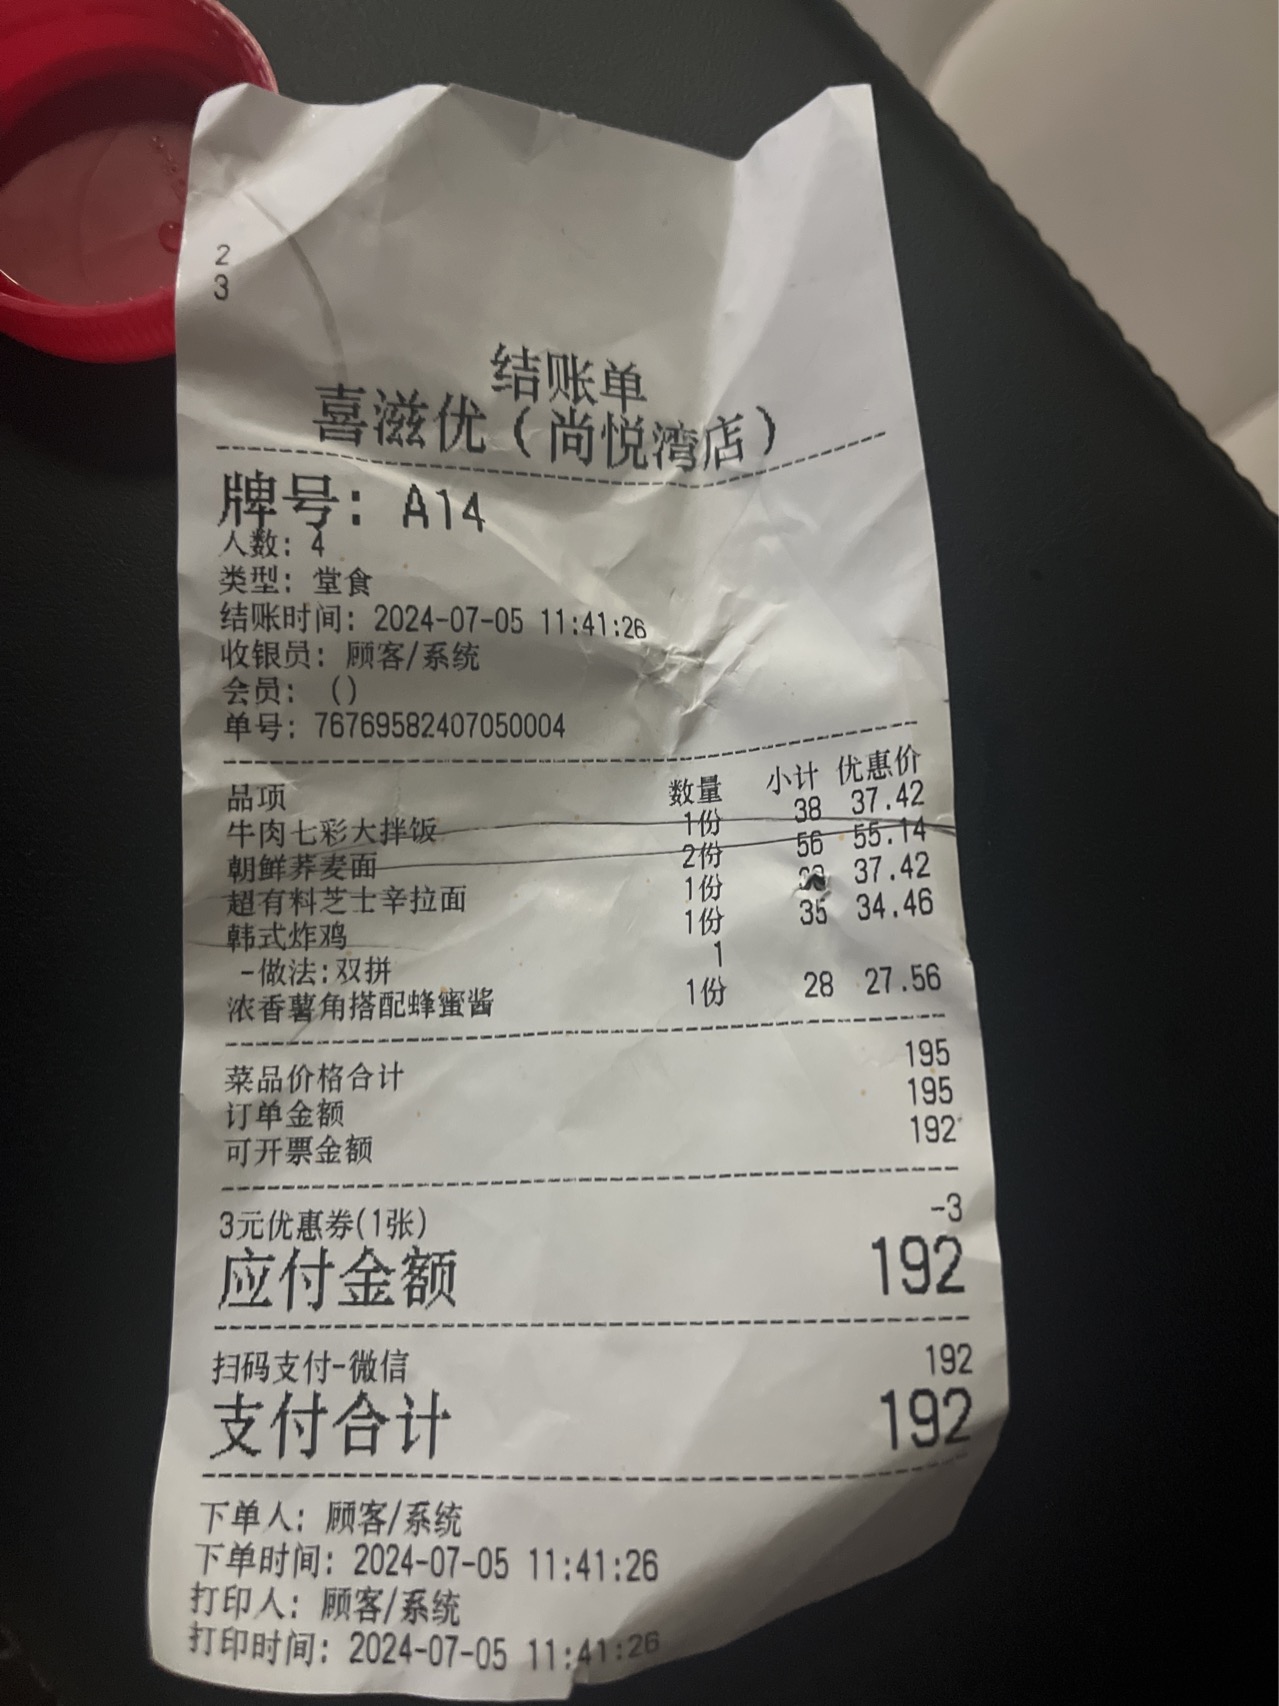 2
3
结账单
喜滋优（尚悦湾店）
牌号: A14
人数: 4
类型: 堂食
结账时间: 2024-07-05 11:41:26
收银员: 顾客/系统
会员: ()
单号: 76769582407050004
品项 数量 小计 优惠价
牛肉七彩大拌饭 1份 38 37.42
朝鲜荞麦面 2份 56 55.14
超有料芝士辛拉面 1份 37.42
韩式炸鸡 1份 35 34.46
-做法:双拼 1
浓香薯角搭配蜂蜜酱 1份 28 27.56
菜品价格合计 195
订单金额 195
可开票金额 192
3元优惠券(1张) -3
应付金额 192
扫码支付-微信 192
支付合计 192
下单人: 顾客/系统
下单时间: 2024-07-05 11:41:26
打印人: 顾客/系统
打印时间: 2024-07-05 11:41:26